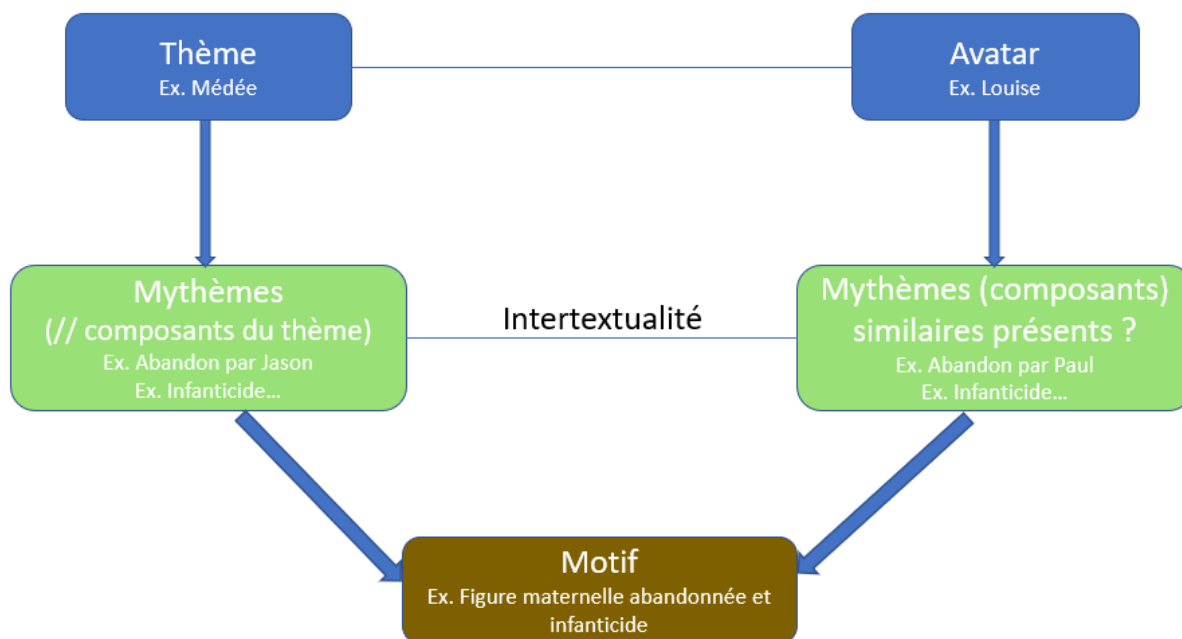 Thème
Ex. Médée
Avatar
Ex. Louise
Mythèmes
(// composants du thème)
Ex. Abandon par Jason
Ex. Infanticide...
Intertextualité
Mythèmes (composants)
similaires présents ?
Ex. Abandon par Paul
Ex. Infanticide...
Motif
Ex. Figure maternelle abandonnée et
infanticide